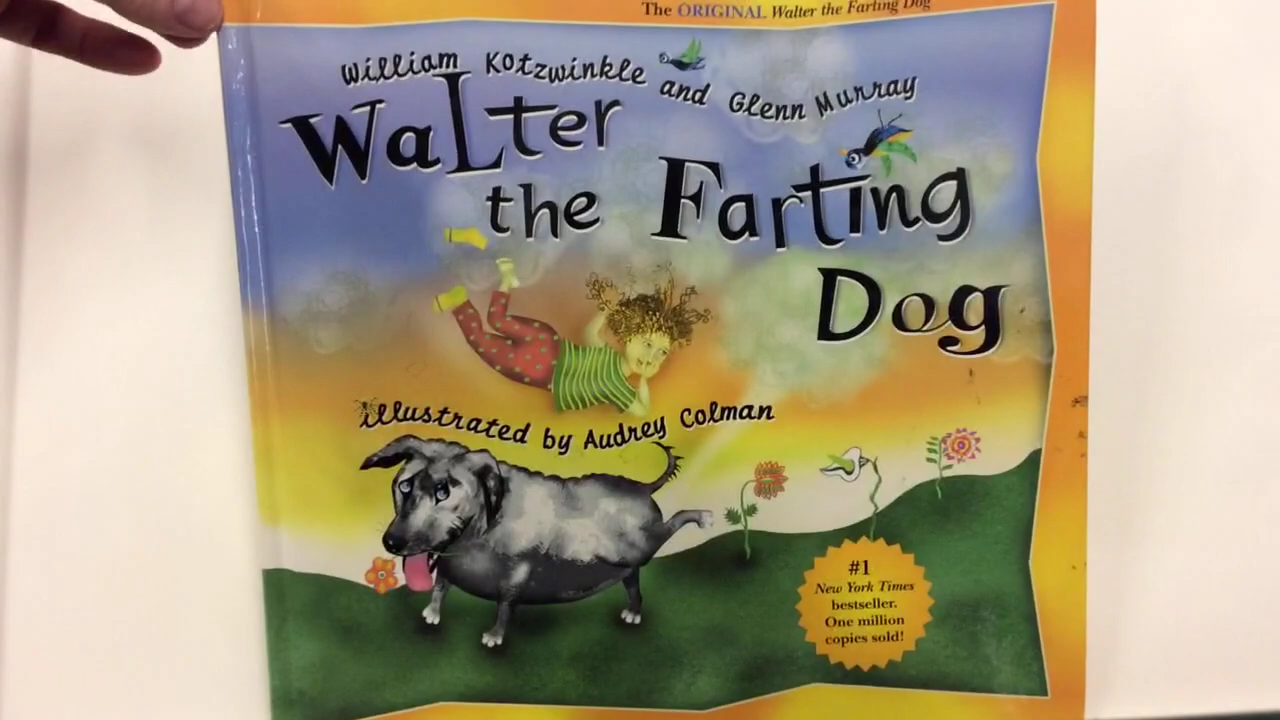 The ORIGINAL Walter the Farting Dog
William Kotzwinkle and Glenn Murray
Walter
the Farting
Dog
illustrated by Audrey Colman
#1
New York Times
bestseller.
One million
copies sold!